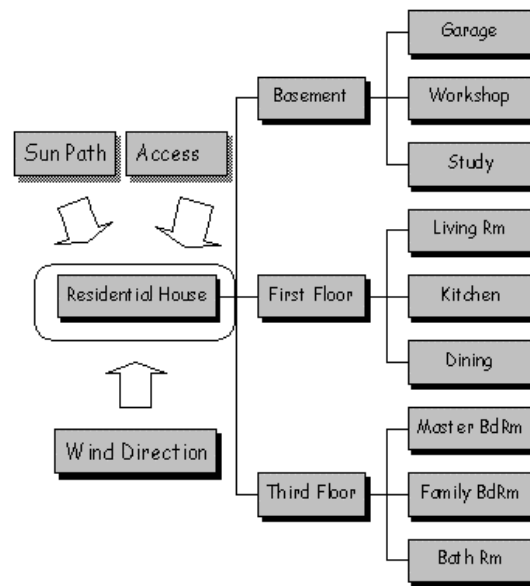 Garage
Basement
Workshop
Sun Path
Access
Study
Living Rm
Residential House
First Floor
Kitchen
Dining
Master BdRm
Wind Direction
Third Floor
Family BdRm
Bath Rm